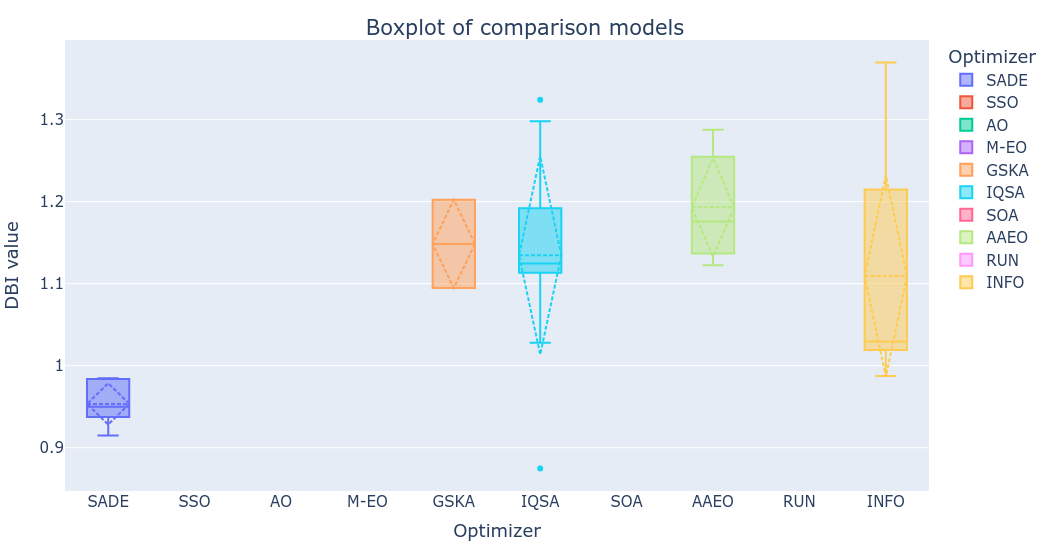 Boxplot of comparison models
DBI value
1.3
1.2
1.1
1
0.9
SADE
SSO
AO
M-EO
GSKA
IQSA
SOA
AAEO
RUN
INFO
Optimizer
Optimizer
SADE
SSO
AO
M-EO
GSKA
IQSA
SOA
AAEO
RUN
INFO